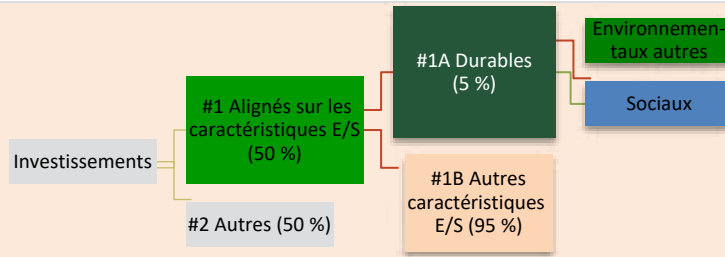 Investissements
#1 Alignés sur les
caractéristiques E/S
(50 %)
#2 Autres (50 %)
#1A Durables
(5 %)
#1B Autres
caractéristiques
E/S (95 %)
Environnemen-
taux autres
Sociaux